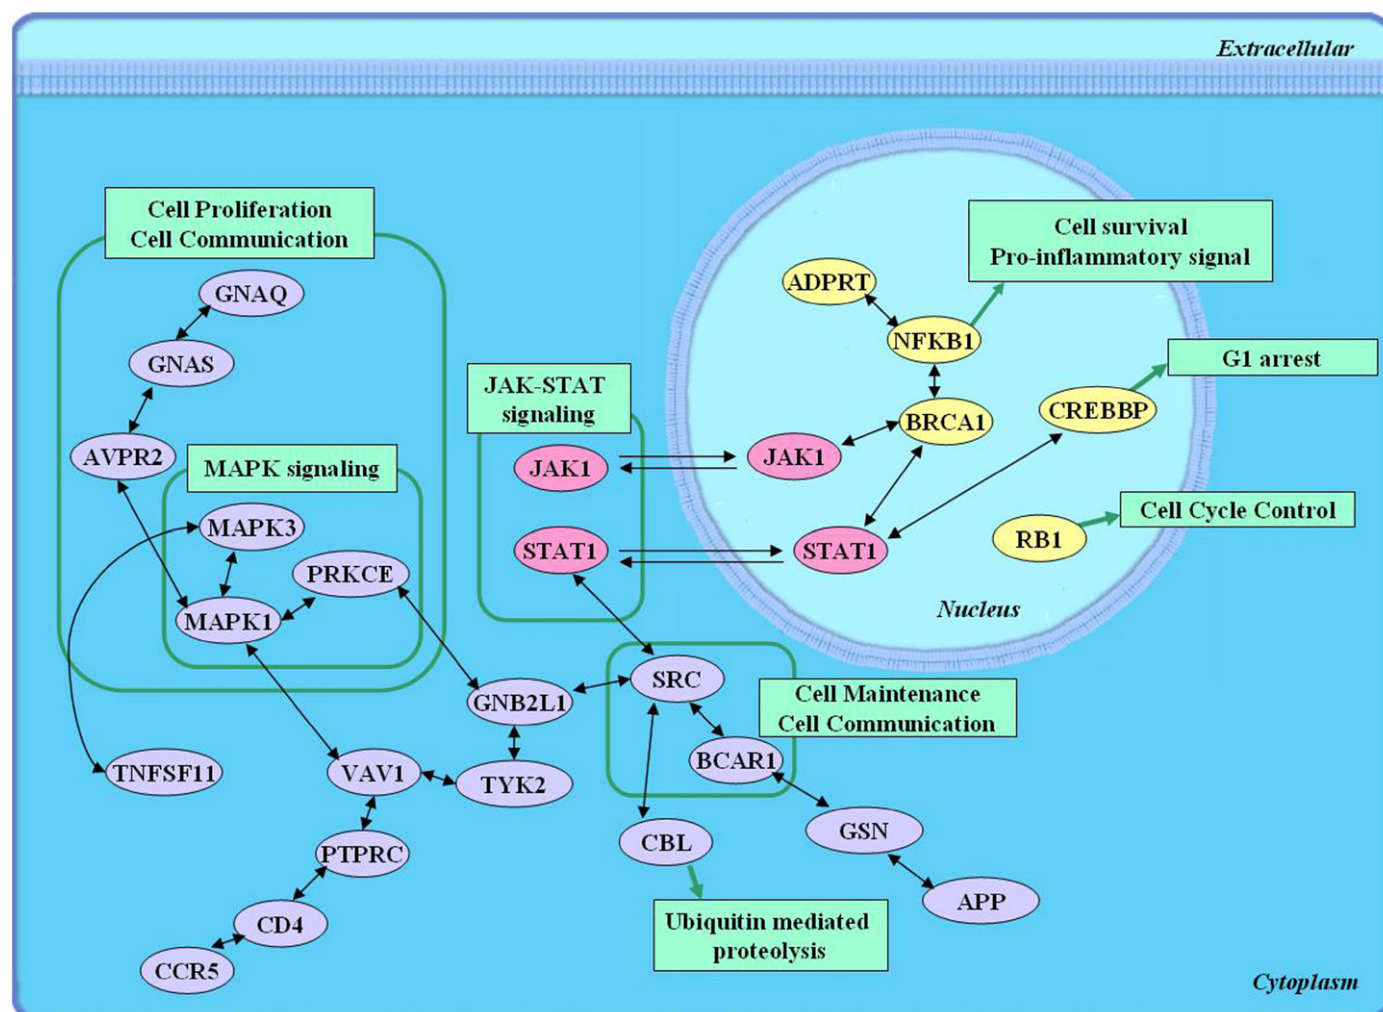 Extracellular
Cell Proliferation
Cell Communication
Cell survival
Pro-inflammatory signal
GNAQ
ADPRT
NFKB1
GNAS
G1 arrest
JAK-STAT
signaling
CREBBP
BRCA1
AVPR2
MAPK signaling
JAK1
JAK1
MAPK3
Cell Cycle Control
STAT1
STAT1
RB1
PRKCE
MAPK1
Nucleus
SRC
GNB2L1
Cell Maintenance
Cell Communication
BCAR1
TNFSF11
VAV1
TYK2
GSN
CBL
PTPRC
APP
CD4
Ubiquitin mediated
proteolysis
CCR5
Cytoplasm